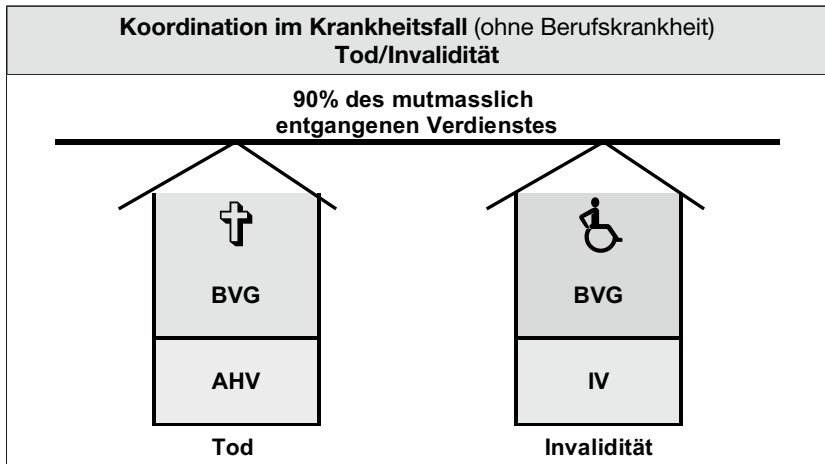 Koordination im Krankheitsfall (ohne Berufskrankheit)
Tod/Invalidität
90% des mutmasslich
entgangenen Verdienstes
BVG
BVG
AHV
IV
Tod
Invalidität